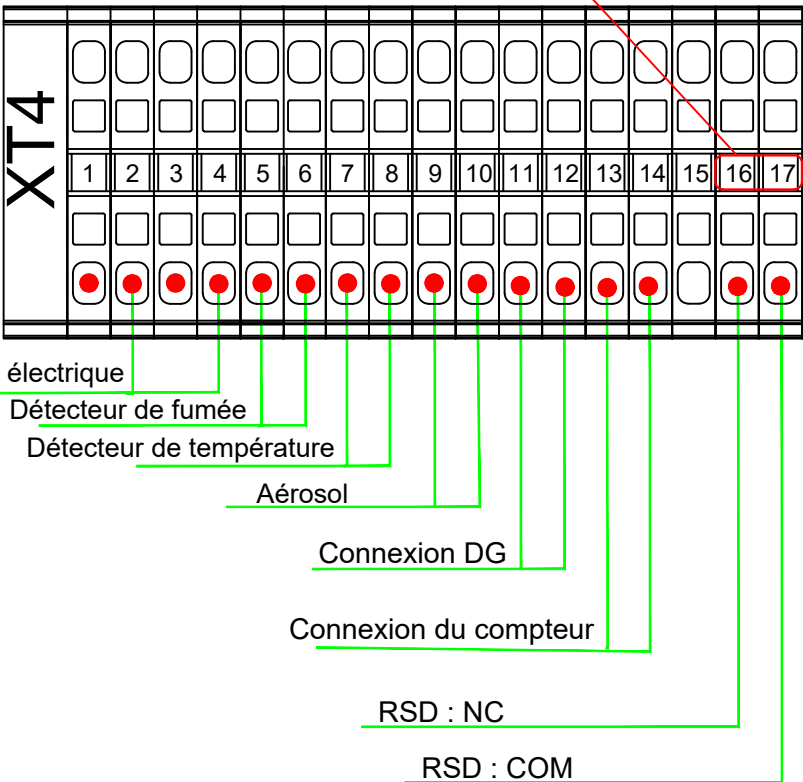 XT4
1 2 3 4 5 6 7 8 9 10 11 12 13 14 15 16 17
électrique
Détecteur de fumée
Détecteur de température
Aérosol
Connexion DG
Connexion du compteur
RSD : NC
RSD : COM